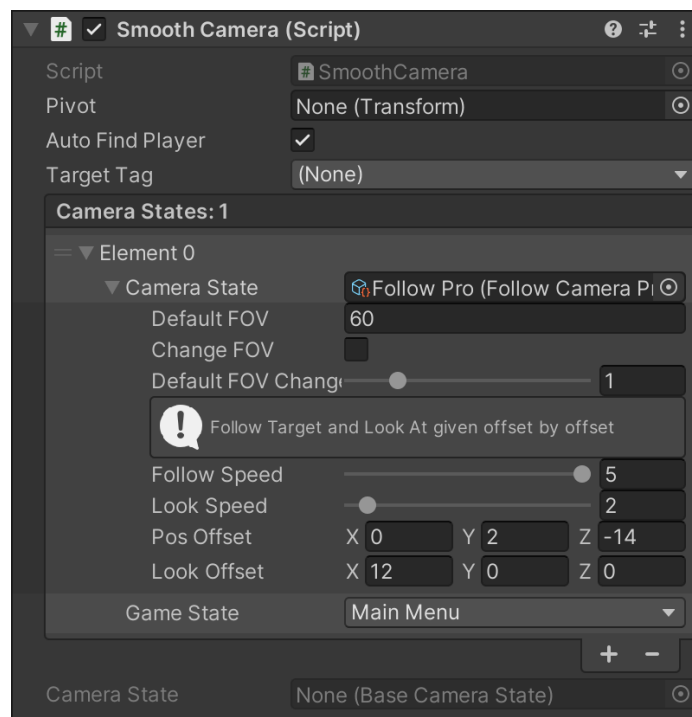 Smooth Camera (Script)
Script SmoothCamera
Pivot None (Transform)
Auto Find Player
Target Tag (None)
Camera States: 1
Element 0
Camera State Follow Pro (Follow Camera Pr
Default FOV 60
Change FOV
Default FOV Change 1
Follow Target and Look At given offset by offset
Follow Speed 5
Look Speed 2
Pos Offset X 0 Y 2 Z -14
Look Offset X 12 Y 0 Z 0
Game State Main Menu
Camera State None (Base Camera State)